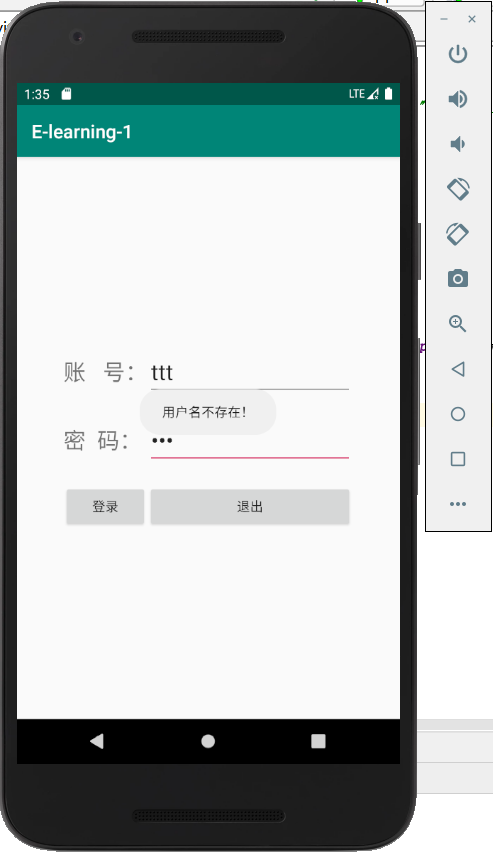 1:35 LTE
E-learning-1
账 号： ttt
用户名不存在！
密 码： •••
登录 退出